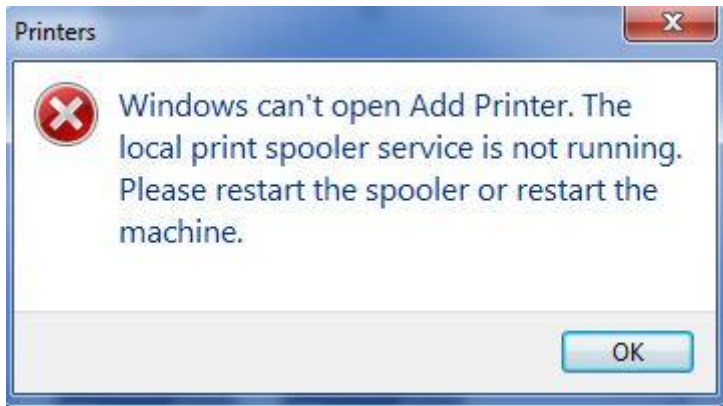 Printers
Windows can't open Add Printer. The
local print spooler service is not running.
Please restart the spooler or restart the
machine.
OK